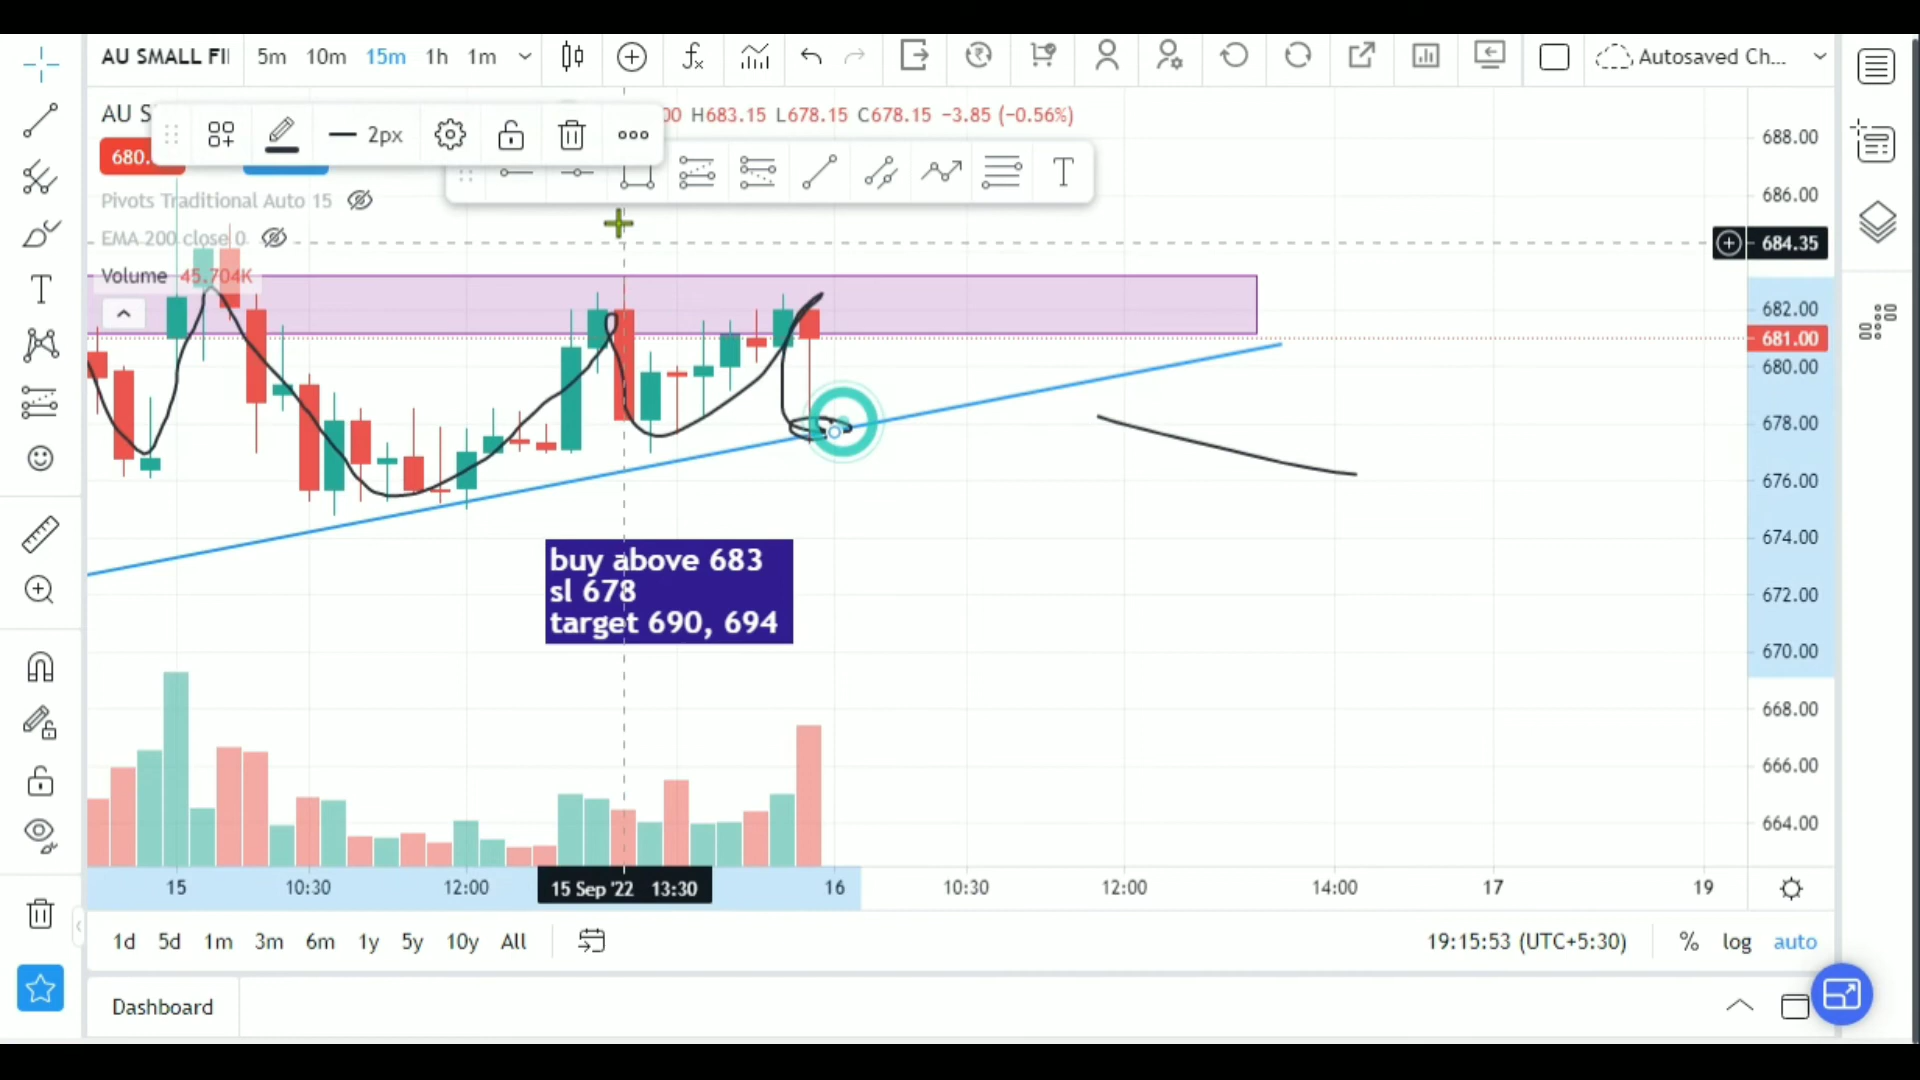 AU SMALL FII 5m 10m 15m 1h 1m Autosaved Ch...
AU S 00 H683.15 L678.15 C678.15 −3.85 (−0.56%)
2px
680.
T
Pivots Traditional Auto 15
EMA 200 close 0
Volume 45.704K
688.00
686.00
684.35
682.00
681.00
680.00
678.00
676.00
674.00
672.00
670.00
668.00
666.00
664.00
buy above 683
sl 678
target 690, 694
15 10:30 12:00 15 Sep '22 13:30 16 10:30 12:00 14:00 17 19
1d 5d 1m 3m 6m 1y 5y 10y All 19:15:53 (UTC+5:30) % log auto
Dashboard